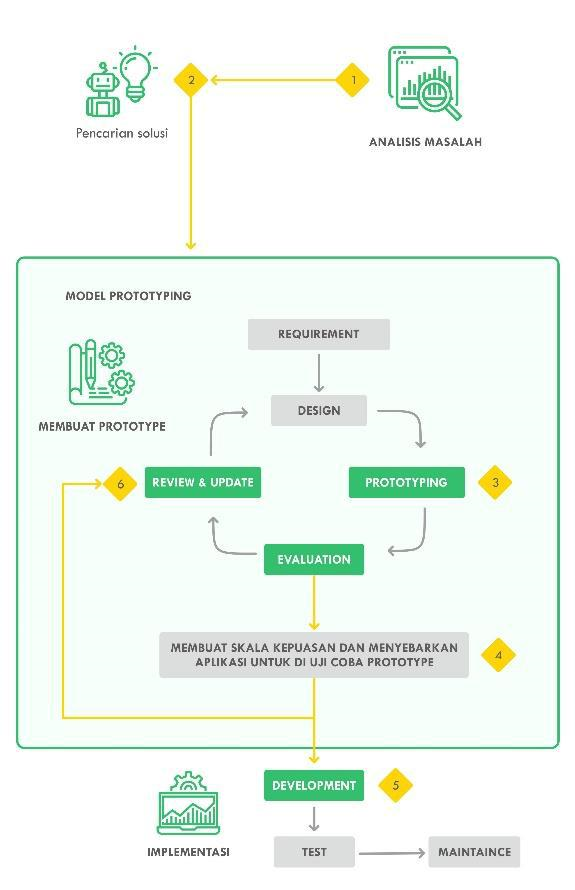 2
1
Pencarian solusi
ANALISIS MASALAH
MODEL PROTOTYPING
REQUIREMENT
MEMBUAT PROTOTYPE
DESIGN
6
REVIEW & UPDATE
PROTOTYPING
3
EVALUATION
MEMBUAT SKALA KEPUASAN DAN MENYEBARKAN
APLIKASI UNTUK DI UJI COBA PROTOTYPE
4
DEVELOPMENT
5
IMPLEMENTASI
TEST
MAINTAINCE